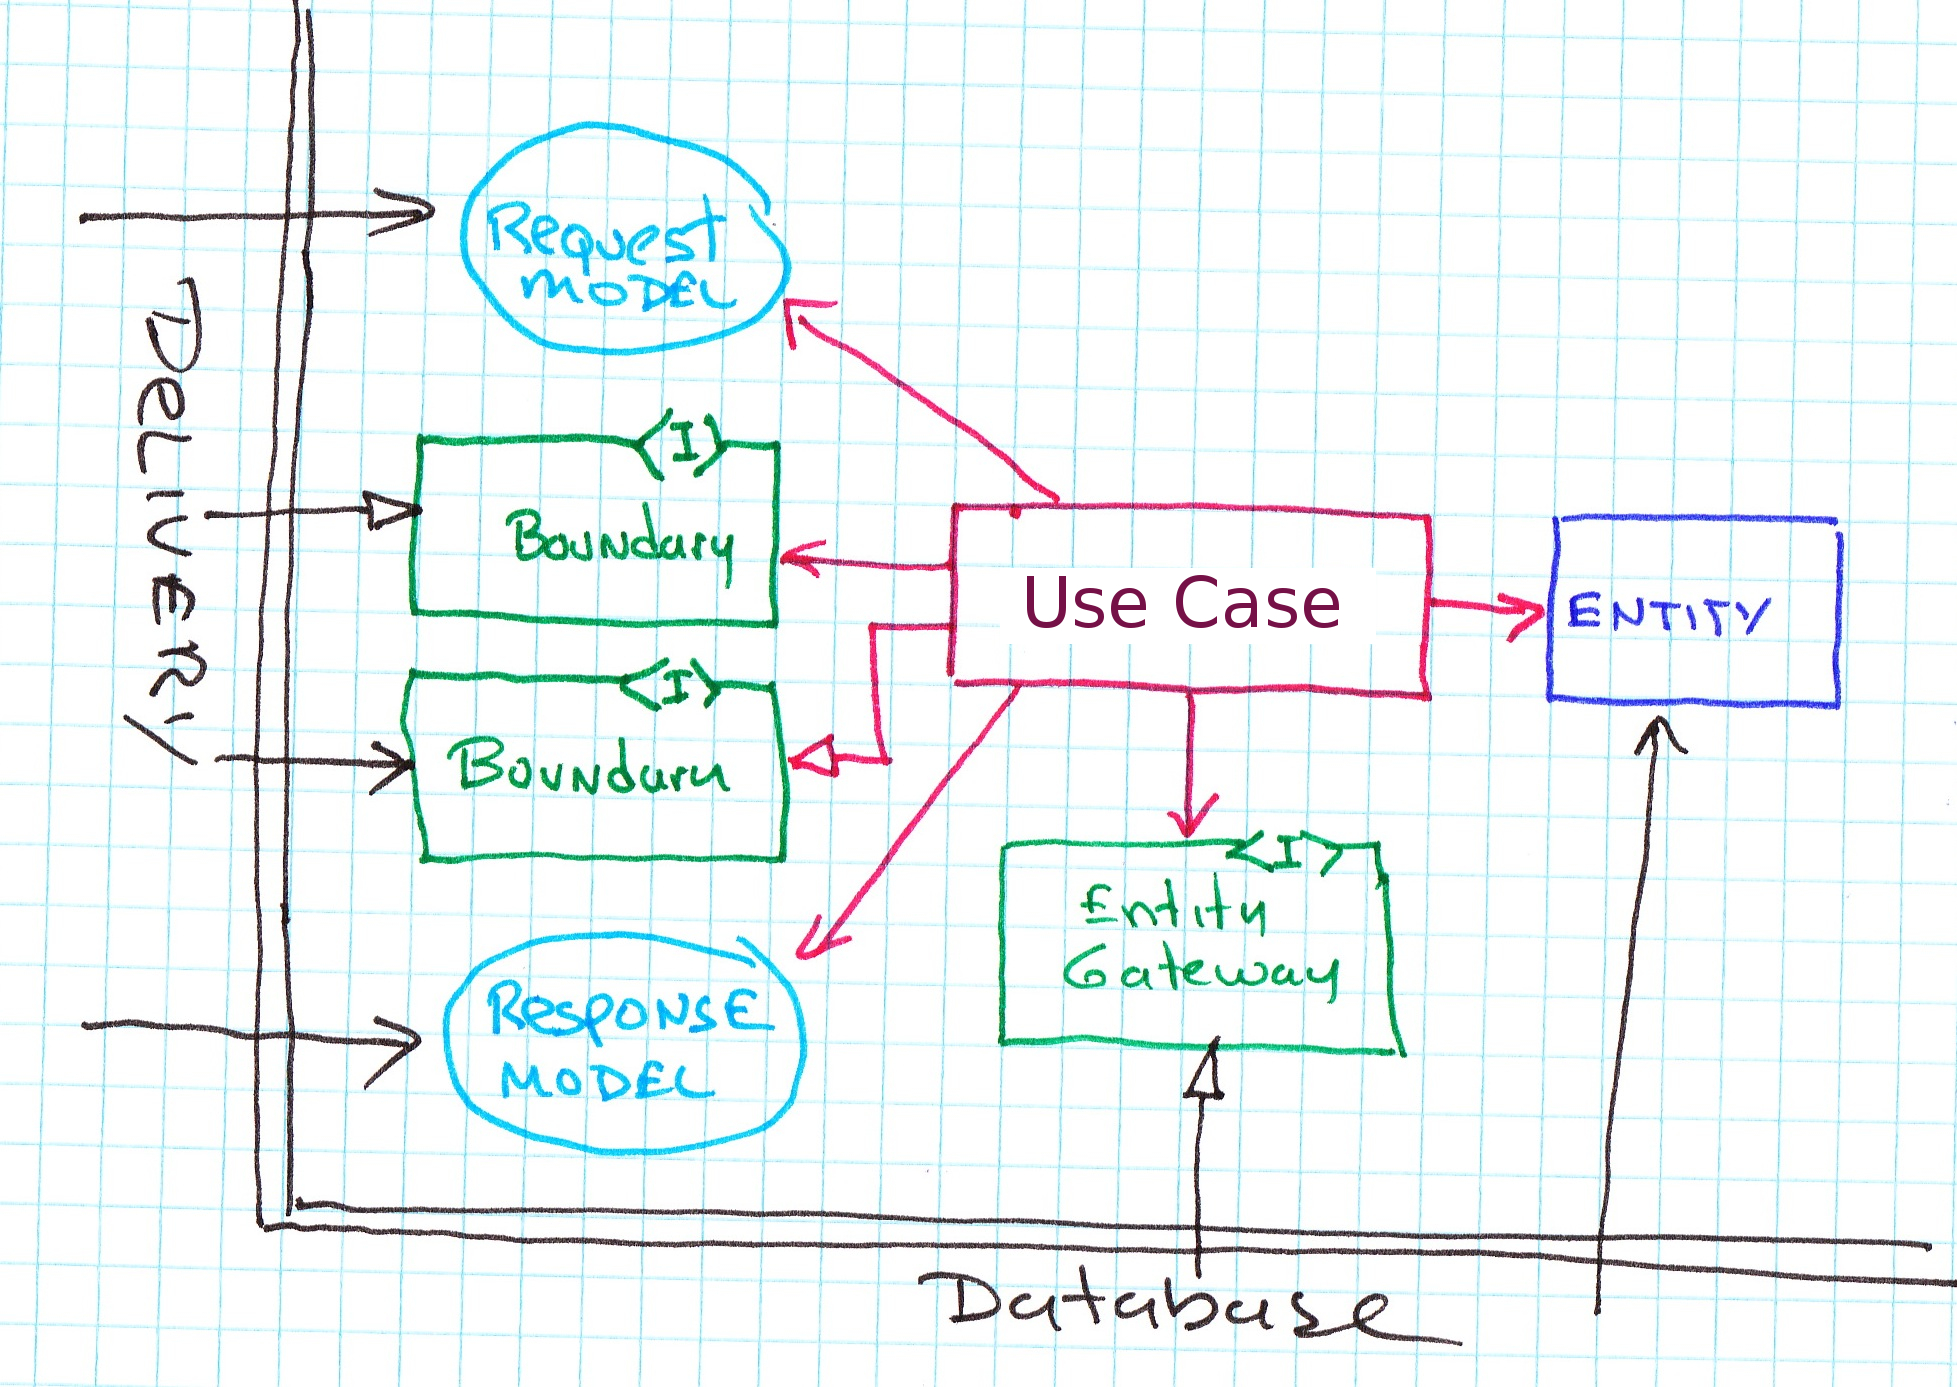 Request
MODEL
<I>
Boundary
DELIVERY
Use Case
ENTITY
<I>
Boundary
<I>
Entity
Gateway
RESPONSE
MODEL
Database